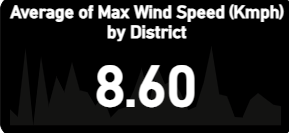 Average of Max Wind Speed (Kmph)
by District
8.60